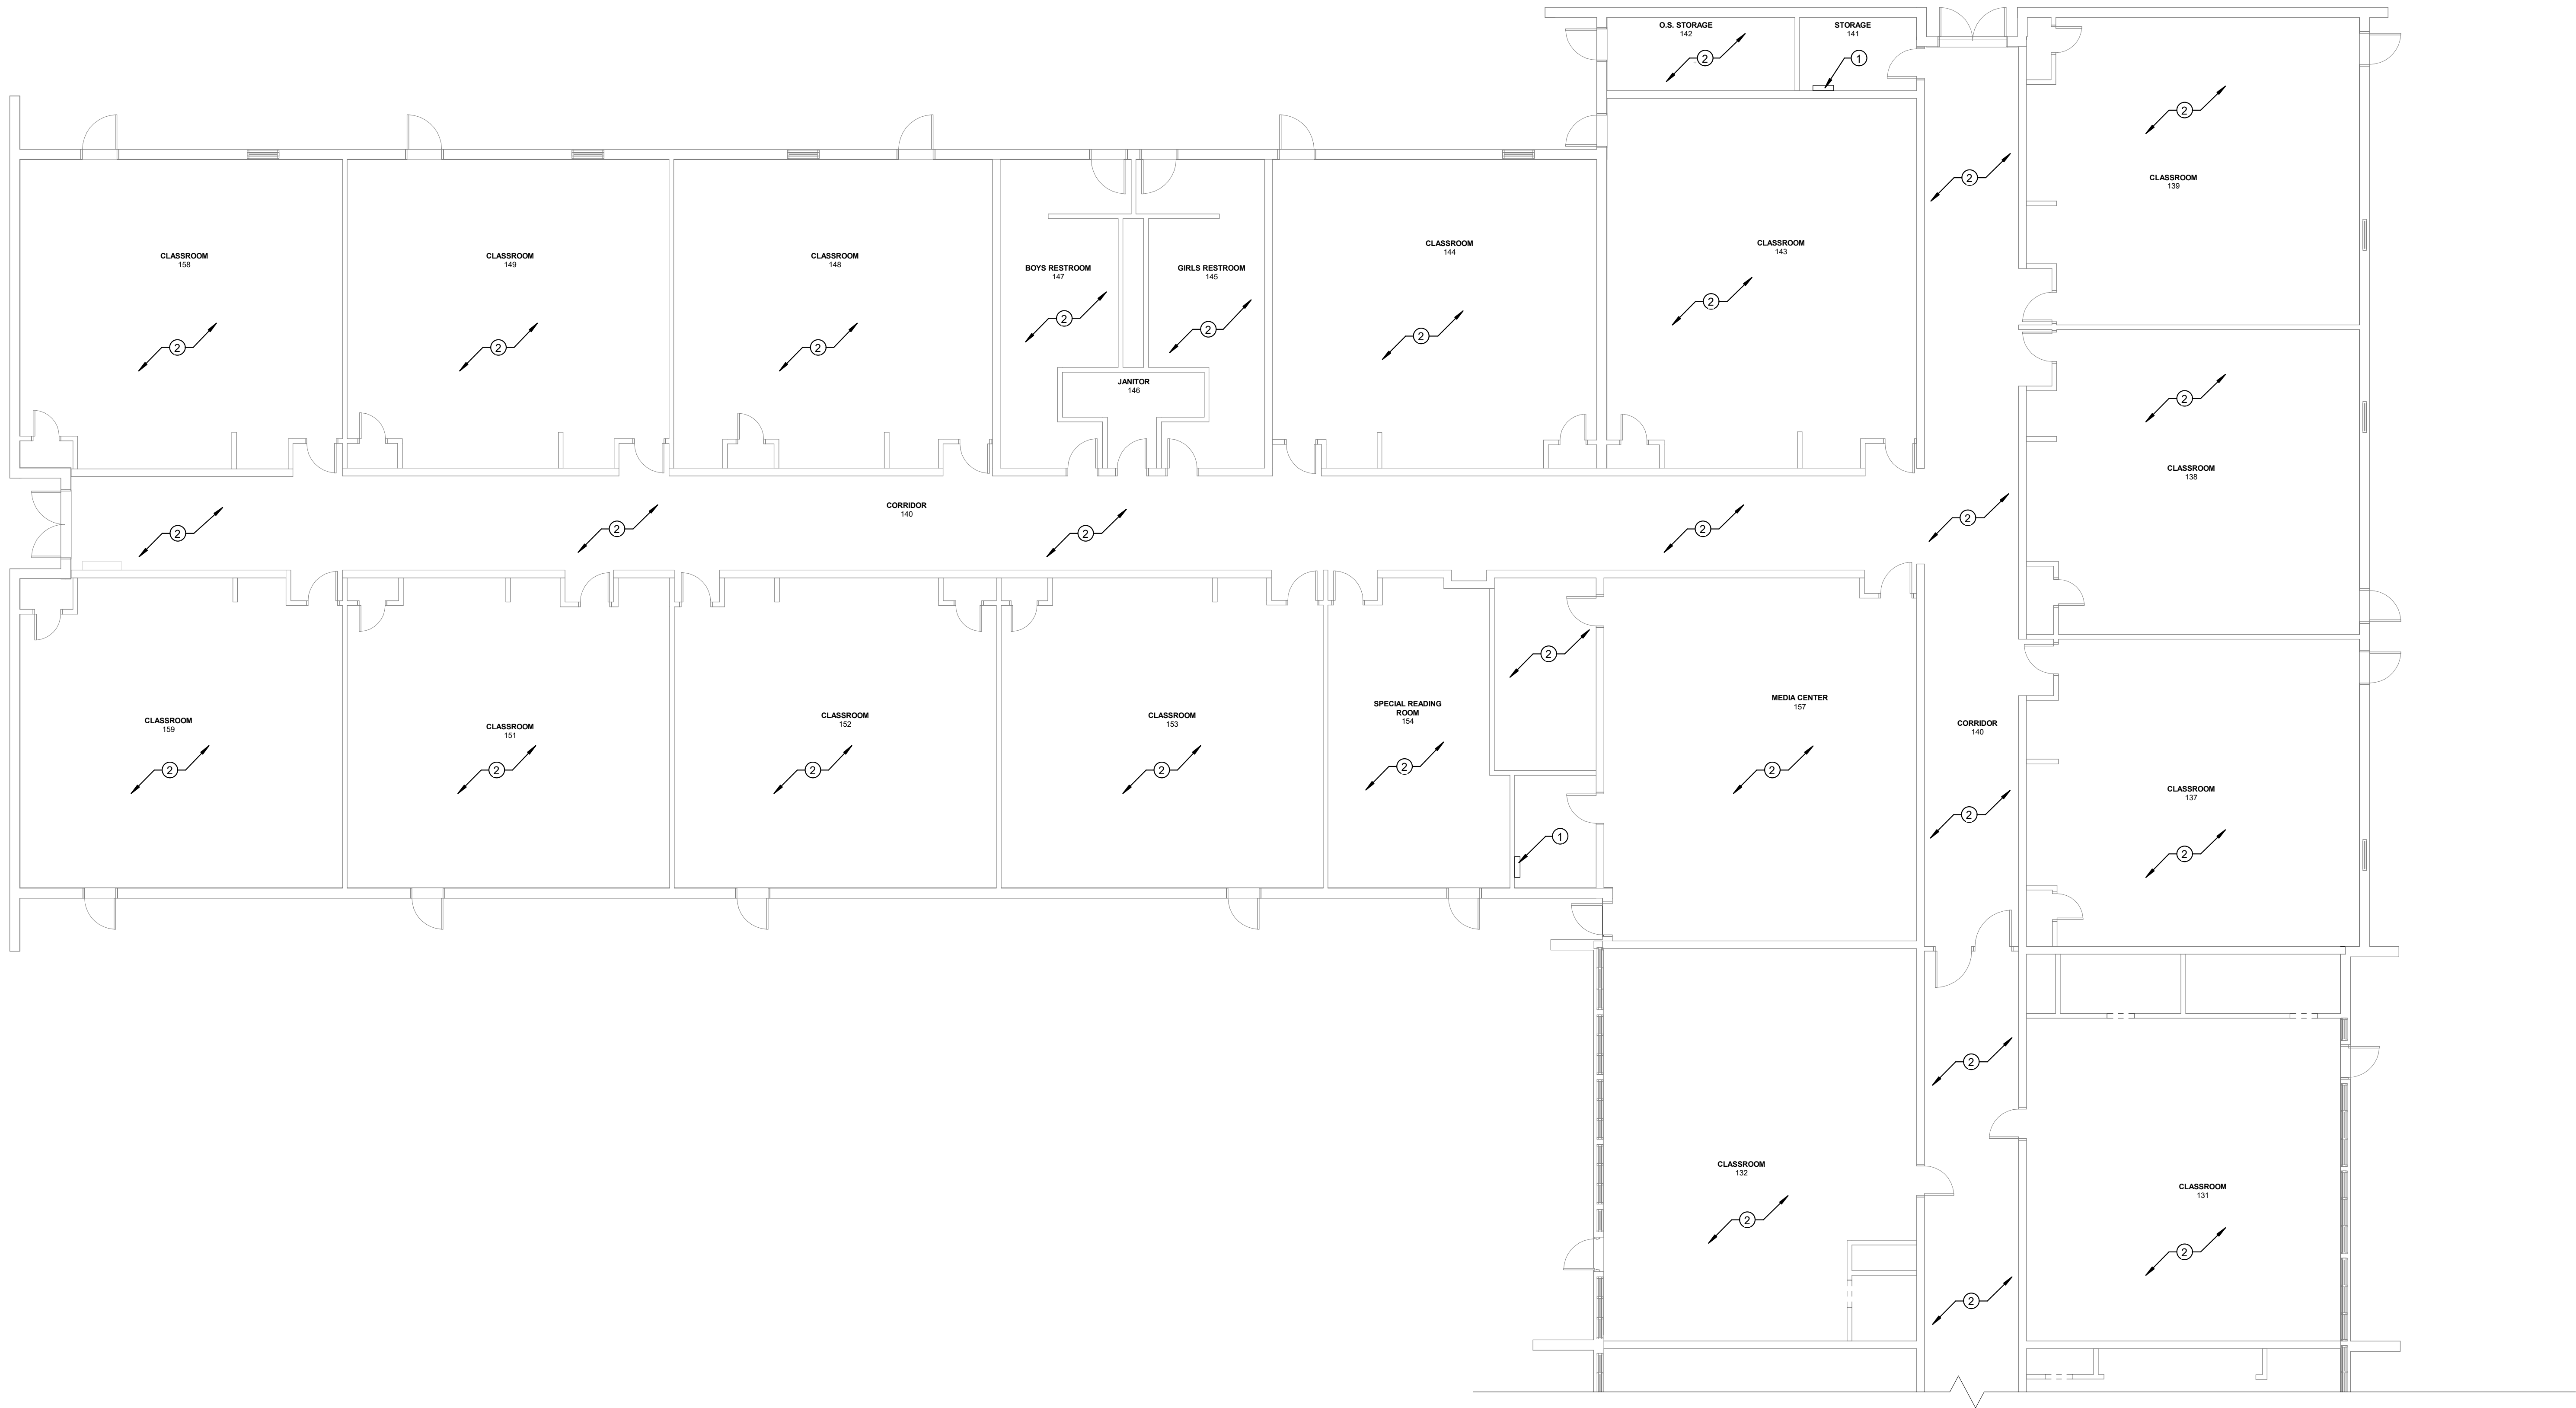 O.S. STORAGE
142
2
STORAGE
141
1
2
CLASSROOM
139
2
CLASSROOM
158
2
CLASSROOM
149
2
CLASSROOM
148
2
BOYS RESTROOM
147
2
GIRLS RESTROOM
145
2
JANITOR
146
CLASSROOM
144
2
CLASSROOM
143
2
2
CLASSROOM
138
CORRIDOR
140
2
2
2
2
2
CLASSROOM
159
2
CLASSROOM
151
2
CLASSROOM
152
2
CLASSROOM
153
2
SPECIAL READING
ROOM
154
2
2
1
MEDIA CENTER
157
2
CORRIDOR
140
2
CLASSROOM
137
2
2
CLASSROOM
132
2
CLASSROOM
131
2
2